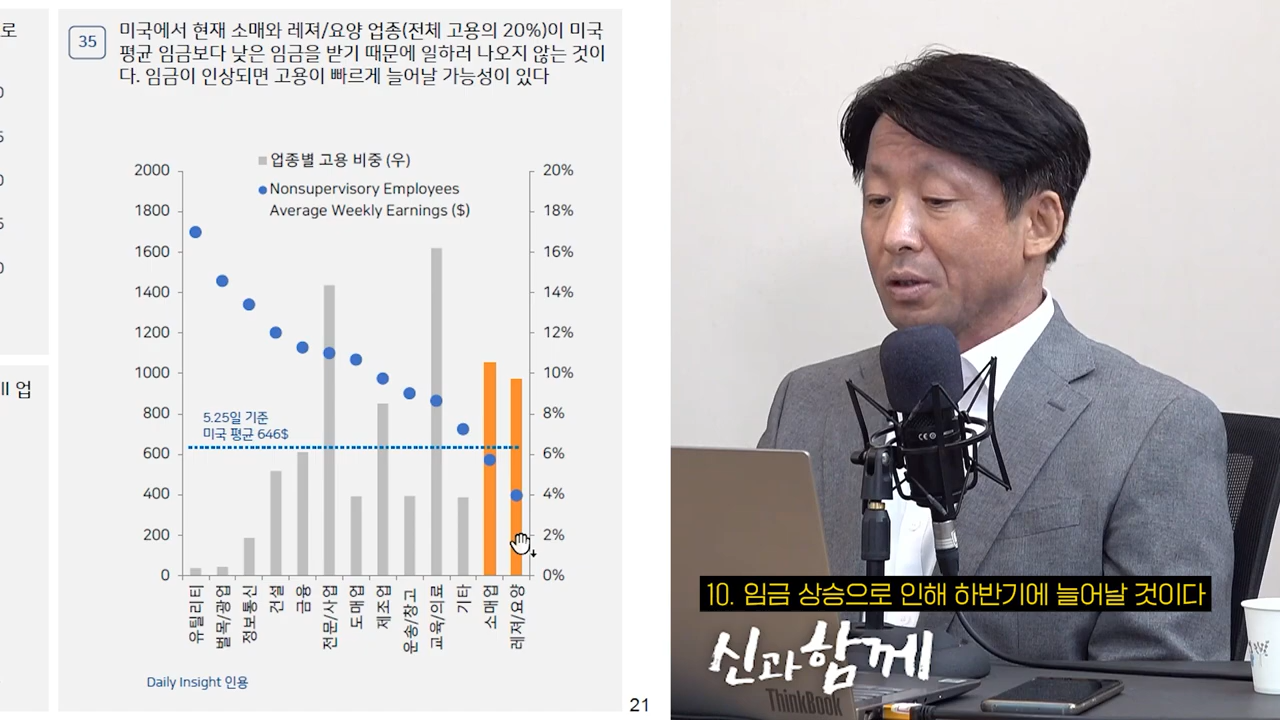 로
0
5
0
5
0
ll 업
35
미국에서 현재 소매와 레져/요양 업종(전체 고용의 20%)이 미국
평균 임금보다 낮은 임금을 받기 때문에 일하러 나오지 않는 것이
다. 임금이 인상되면 고용이 빠르게 늘어날 가능성이 있다
업종별 고용 비중 (우)
Nonsupervisory Employees
Average Weekly Earnings ($)
2000
1800
1600
1400
1200
1000
800
600
400
200
0
20%
18%
16%
14%
12%
10%
8%
6%
4%
2%
0%
5.25일 기준
미국 평균 646$
유틸리티
벌목/광업
정보통신
건설
금융
전문/사업
도매업
제조업
운송/창고
교육/의료
기타
소매업
레져/요양
Daily Insight 인용
21
10. 임금 상승으로 인해 하반기에 늘어날 것이다
신과함께
ThinkBook